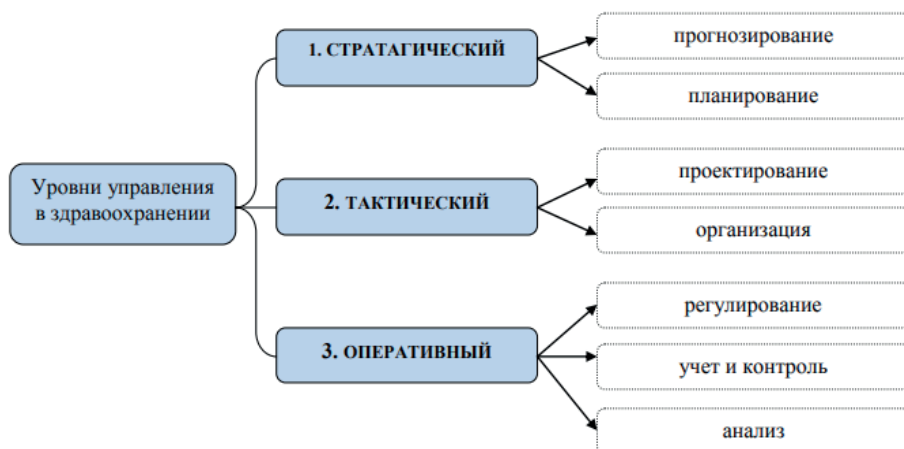 Уровни управления
в здравоохранении
1. СТРАТАГИЧЕСКИЙ
прогнозирование
планирование
2. ТАКТИЧЕСКИЙ
проектирование
организация
3. ОПЕРАТИВНЫЙ
регулирование
учет и контроль
анализ